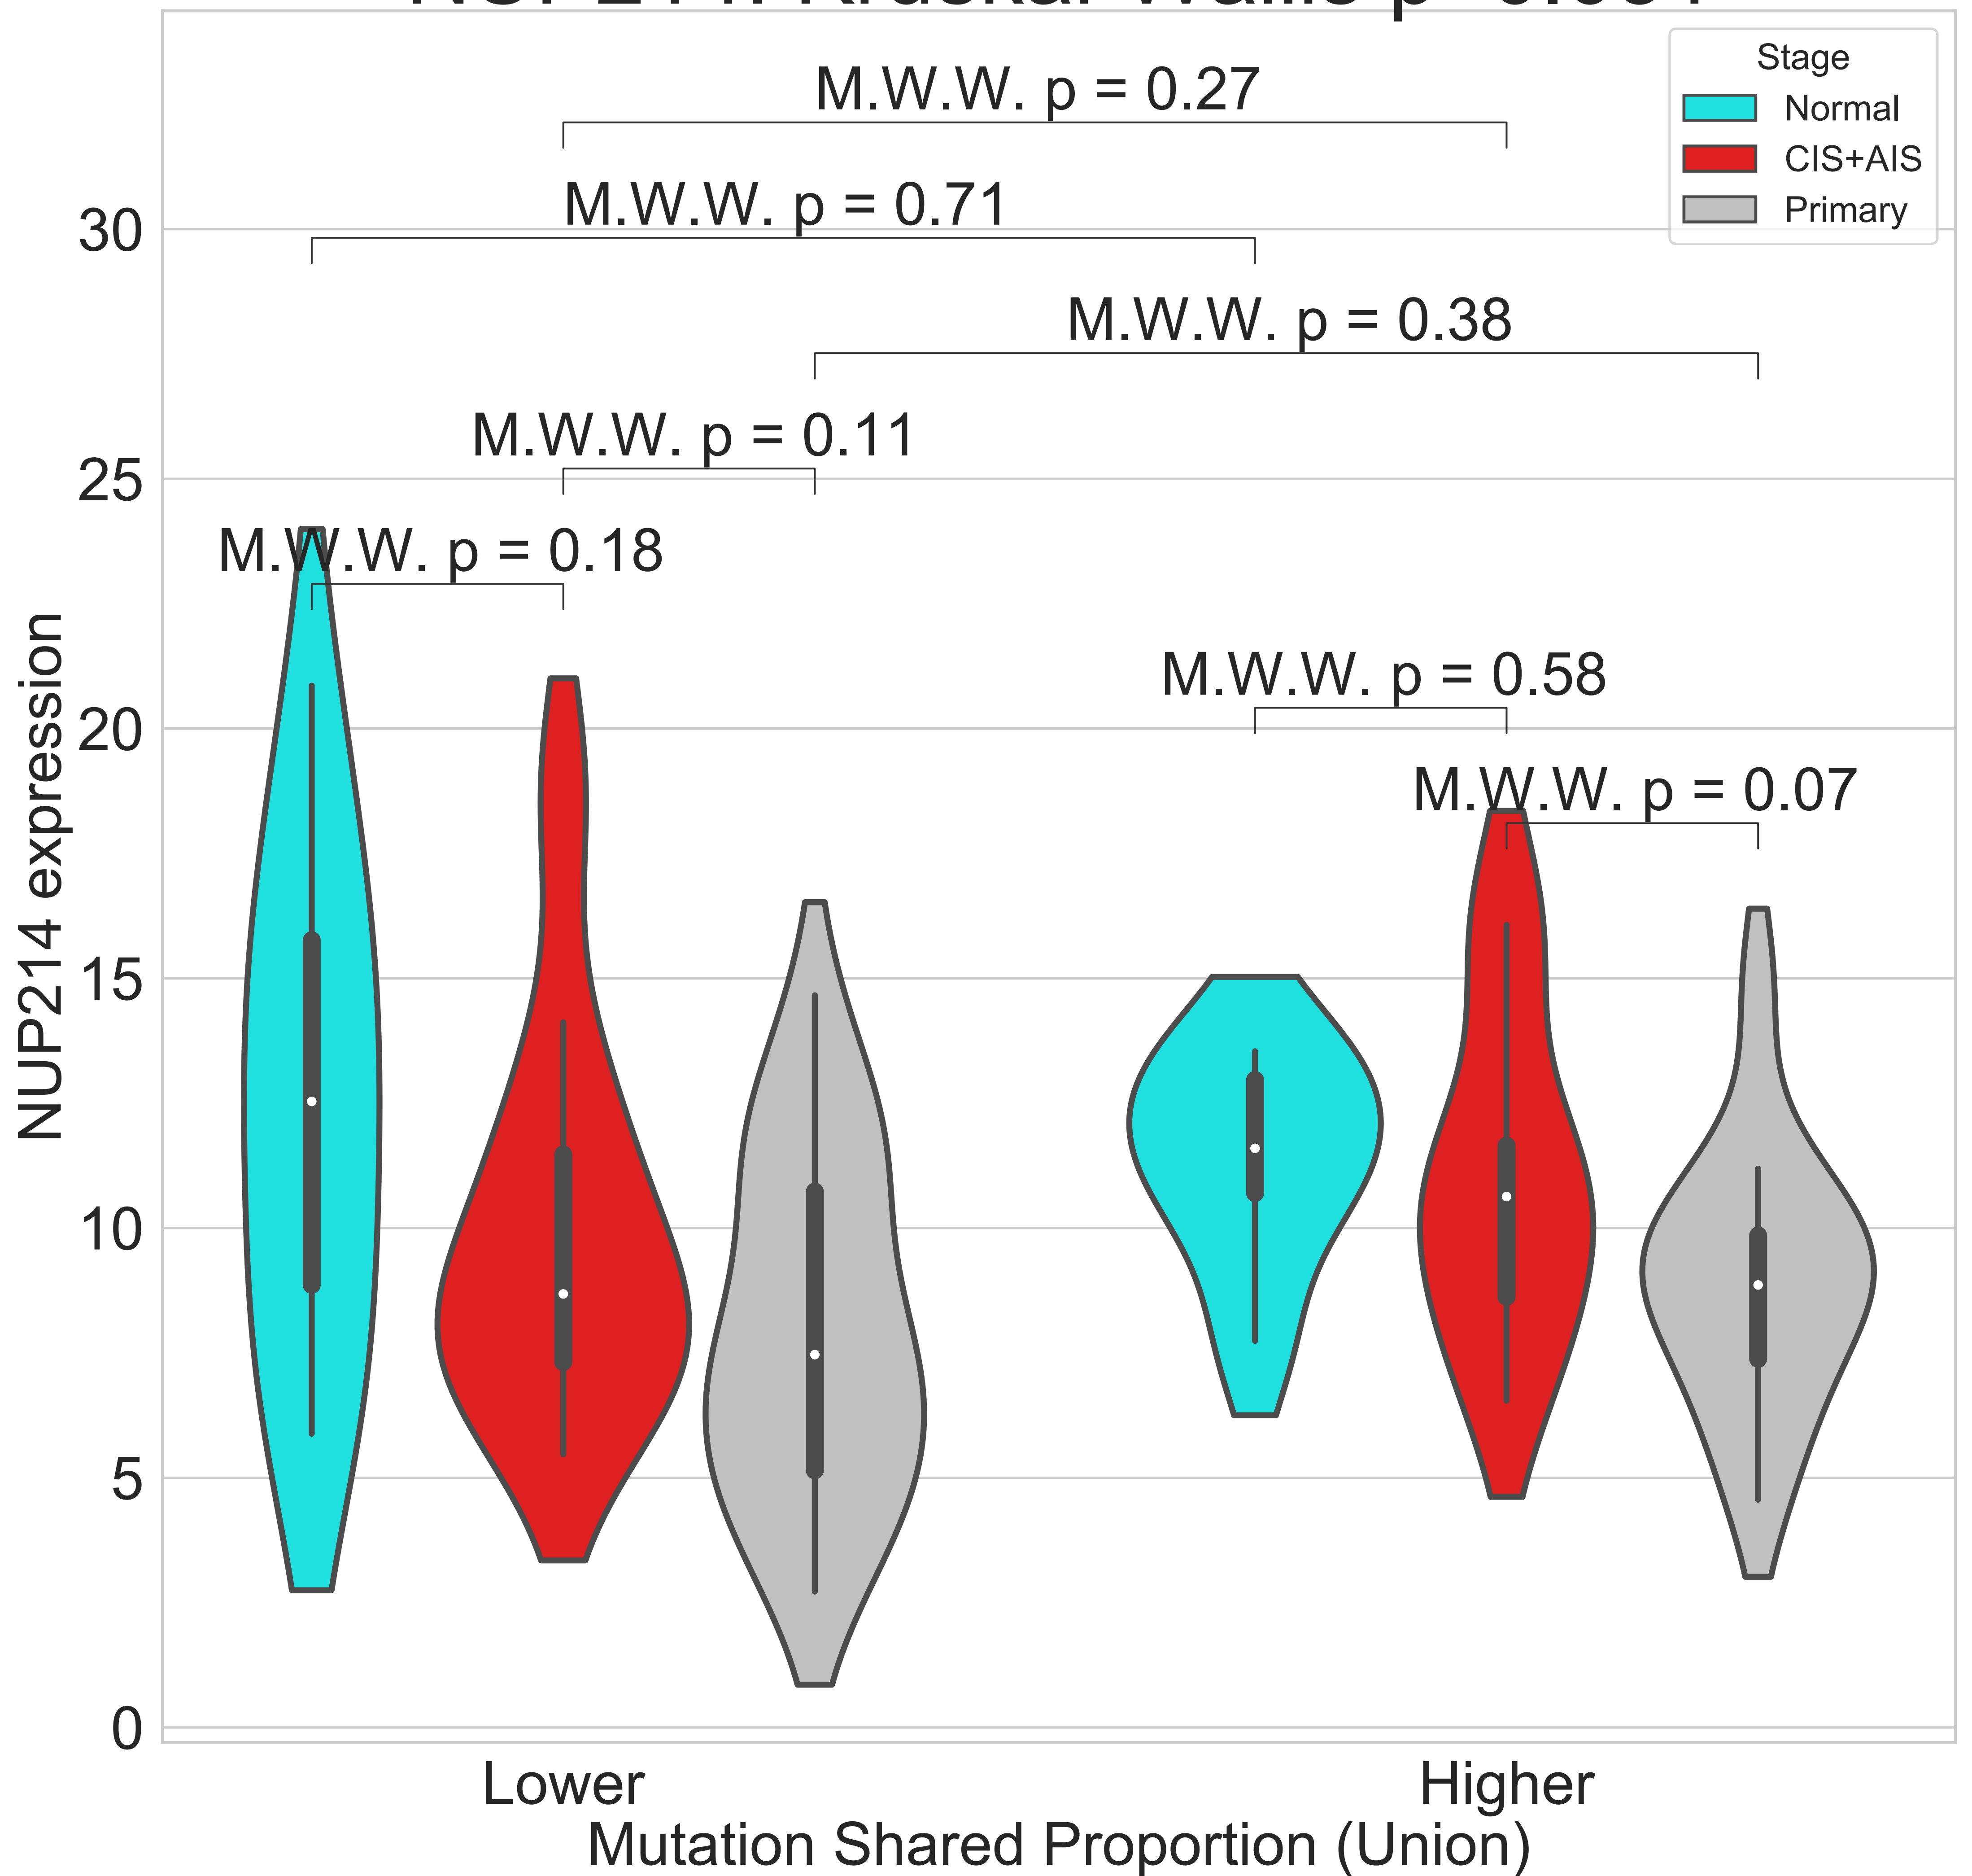 Stage
Normal
CIS+AIS
Primary
M.W.W. p = 0.27
M.W.W. p = 0.71
M.W.W. p = 0.38
M.W.W. p = 0.11
M.W.W. p = 0.18
M.W.W. p = 0.58
M.W.W. p = 0.07
NUP214 expression
30
25
20
15
10
5
0
Lower
Higher
Mutation Shared Proportion (Union)